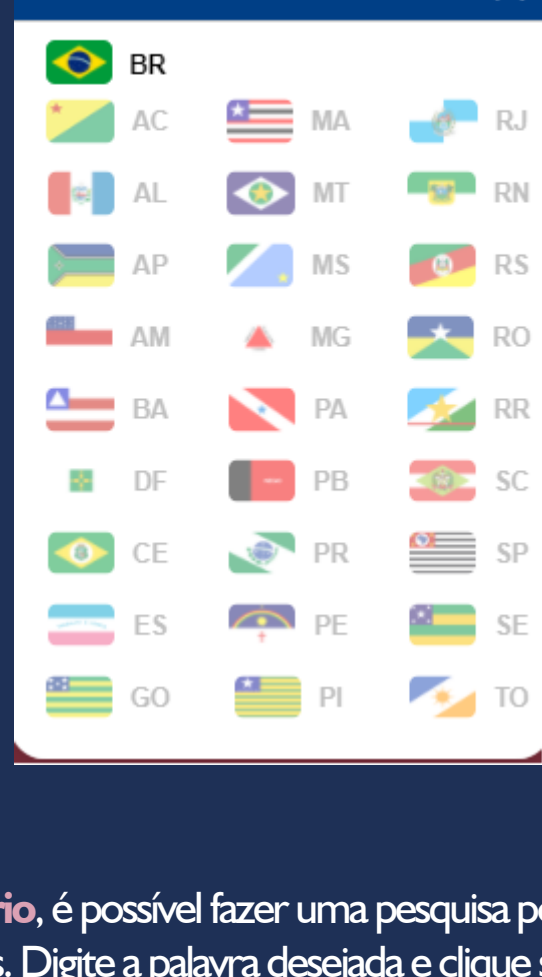 BR
AC MA RJ
AL MT RN
AP MS RS
AM MG RO
BA PA RR
DF PB SC
CE PR SP
ES PE SE
GO PI TO
rio, é possível fazer uma pesquisa
s. Digite a palavra desejada e clique